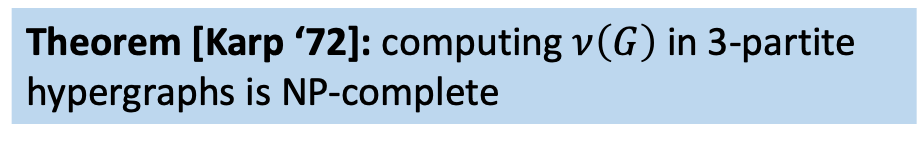 Theorem [Karp ‘72]: computing 𝜈(𝐺) in 3-partite
hypergraphs is NP-complete